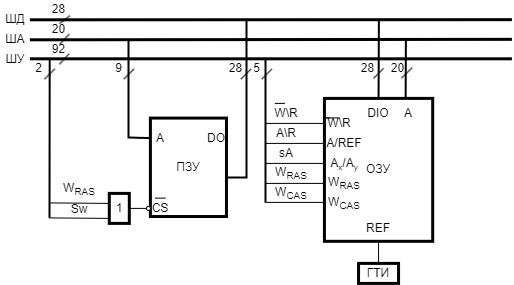 28
ШД
20
ША
92
ШУ
2
9
28
5
28
20
W\R
DIO
A
W\R
A\R
A/REF
A
DO
sA
Ax/Ay
ПЗУ
ОЗУ
WRAS
WRAS
WRAS
WCAS
WCAS
Sw
1
CS
REF
ГТИ